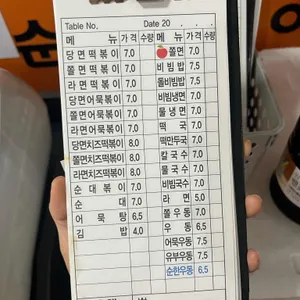 Table No. Date 20 . . .
메 뉴 가격 수량 메 뉴 가격 수량
당면떡볶이 7.0 쫄면 7.0
쫄면떡볶이 7.0 비빔밥 7.5
라면떡볶이 7.0 돌비빔밥 7.5
당면어묵볶이 7.0 비빔냉면 7.0
쫄면어묵볶이 7.0 물냉면 7.0
라면어묵볶이 7.0 떡국 7.0
당면치즈떡볶이 8.0 떡만두국 7.0
쫄면치즈떡볶이 8.0 칼국수 7.0
라면치즈떡볶이 8.0 물국수 7.0
순대볶이 7.0 비빔국수 7.0
순대 7.0 라면 5.0
어묵탕 6.5 쫄우동 7.0
김밥 4.0 우동 6.5
어묵우동 7.5
유부우동 7.5
순한우동 6.5